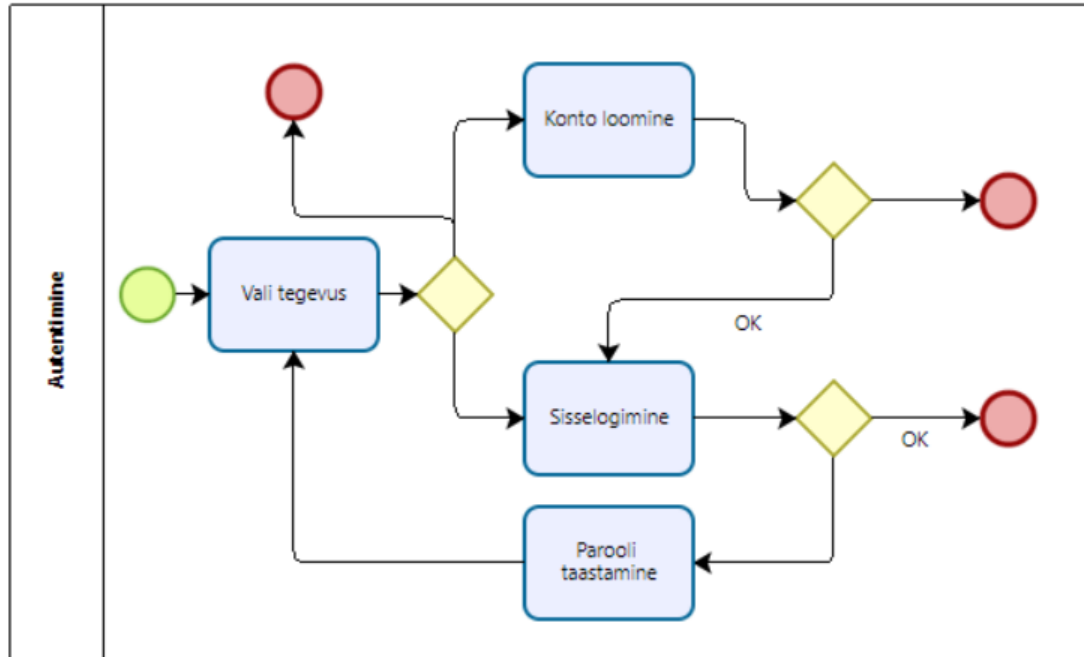 Autentimine
Konto loomine
Vali tegevus
OK
Sisselogimine
OK
Parooli
taastamine